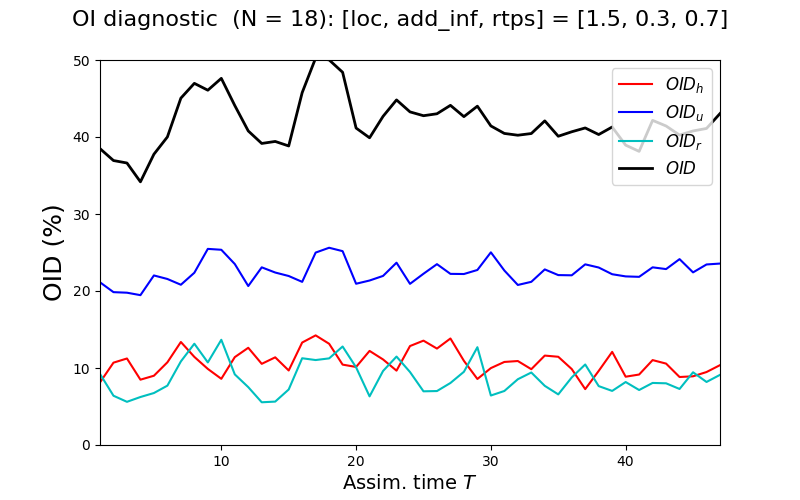 OI diagnostic (N = 18): [loc, add_inf, rtps] = [1.5, 0.3, 0.7]
50
40
30
20
10
0
OID (%)
OID_h
OID_u
OID_r
OID
10
20
30
40
Assim. time T